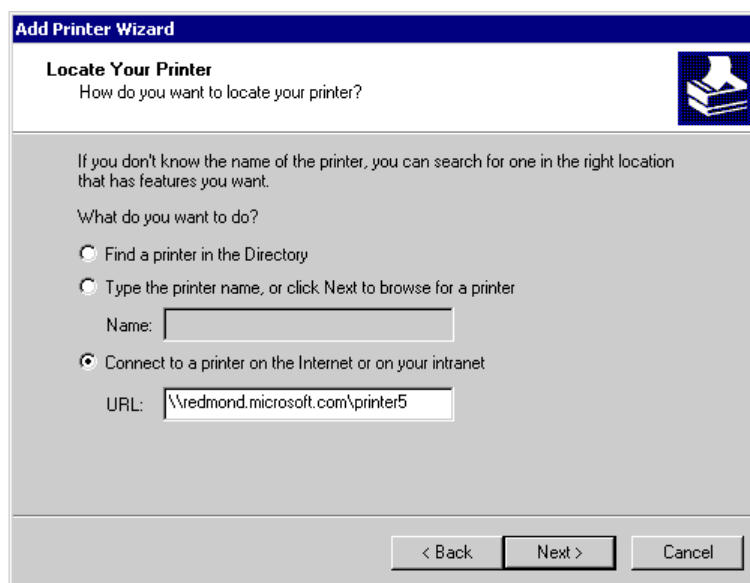 Add Printer Wizard
Locate Your Printer
How do you want to locate your printer?
If you don't know the name of the printer, you can search for one in the right location
that has features you want.
What do you want to do?
Find a printer in the Directory
Type the printer name, or click Next to browse for a printer
Name:
Connect to a printer on the Internet or on your intranet
URL: \\redmond.microsoft.com\printer5
< Back Next > Cancel